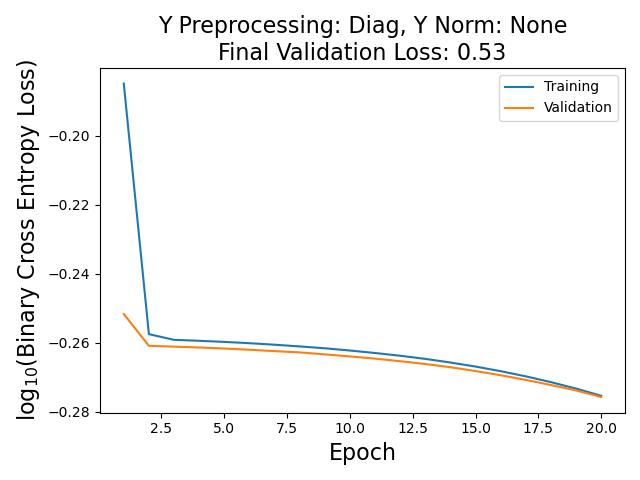 Y Preprocessing: Diag, Y Norm: None
Final Validation Loss: 0.53
Training
Validation
−0.20
−0.22
−0.24
−0.26
−0.28
log₁₀(Binary Cross Entropy Loss)
2.5 5.0 7.5 10.0 12.5 15.0 17.5 20.0
Epoch